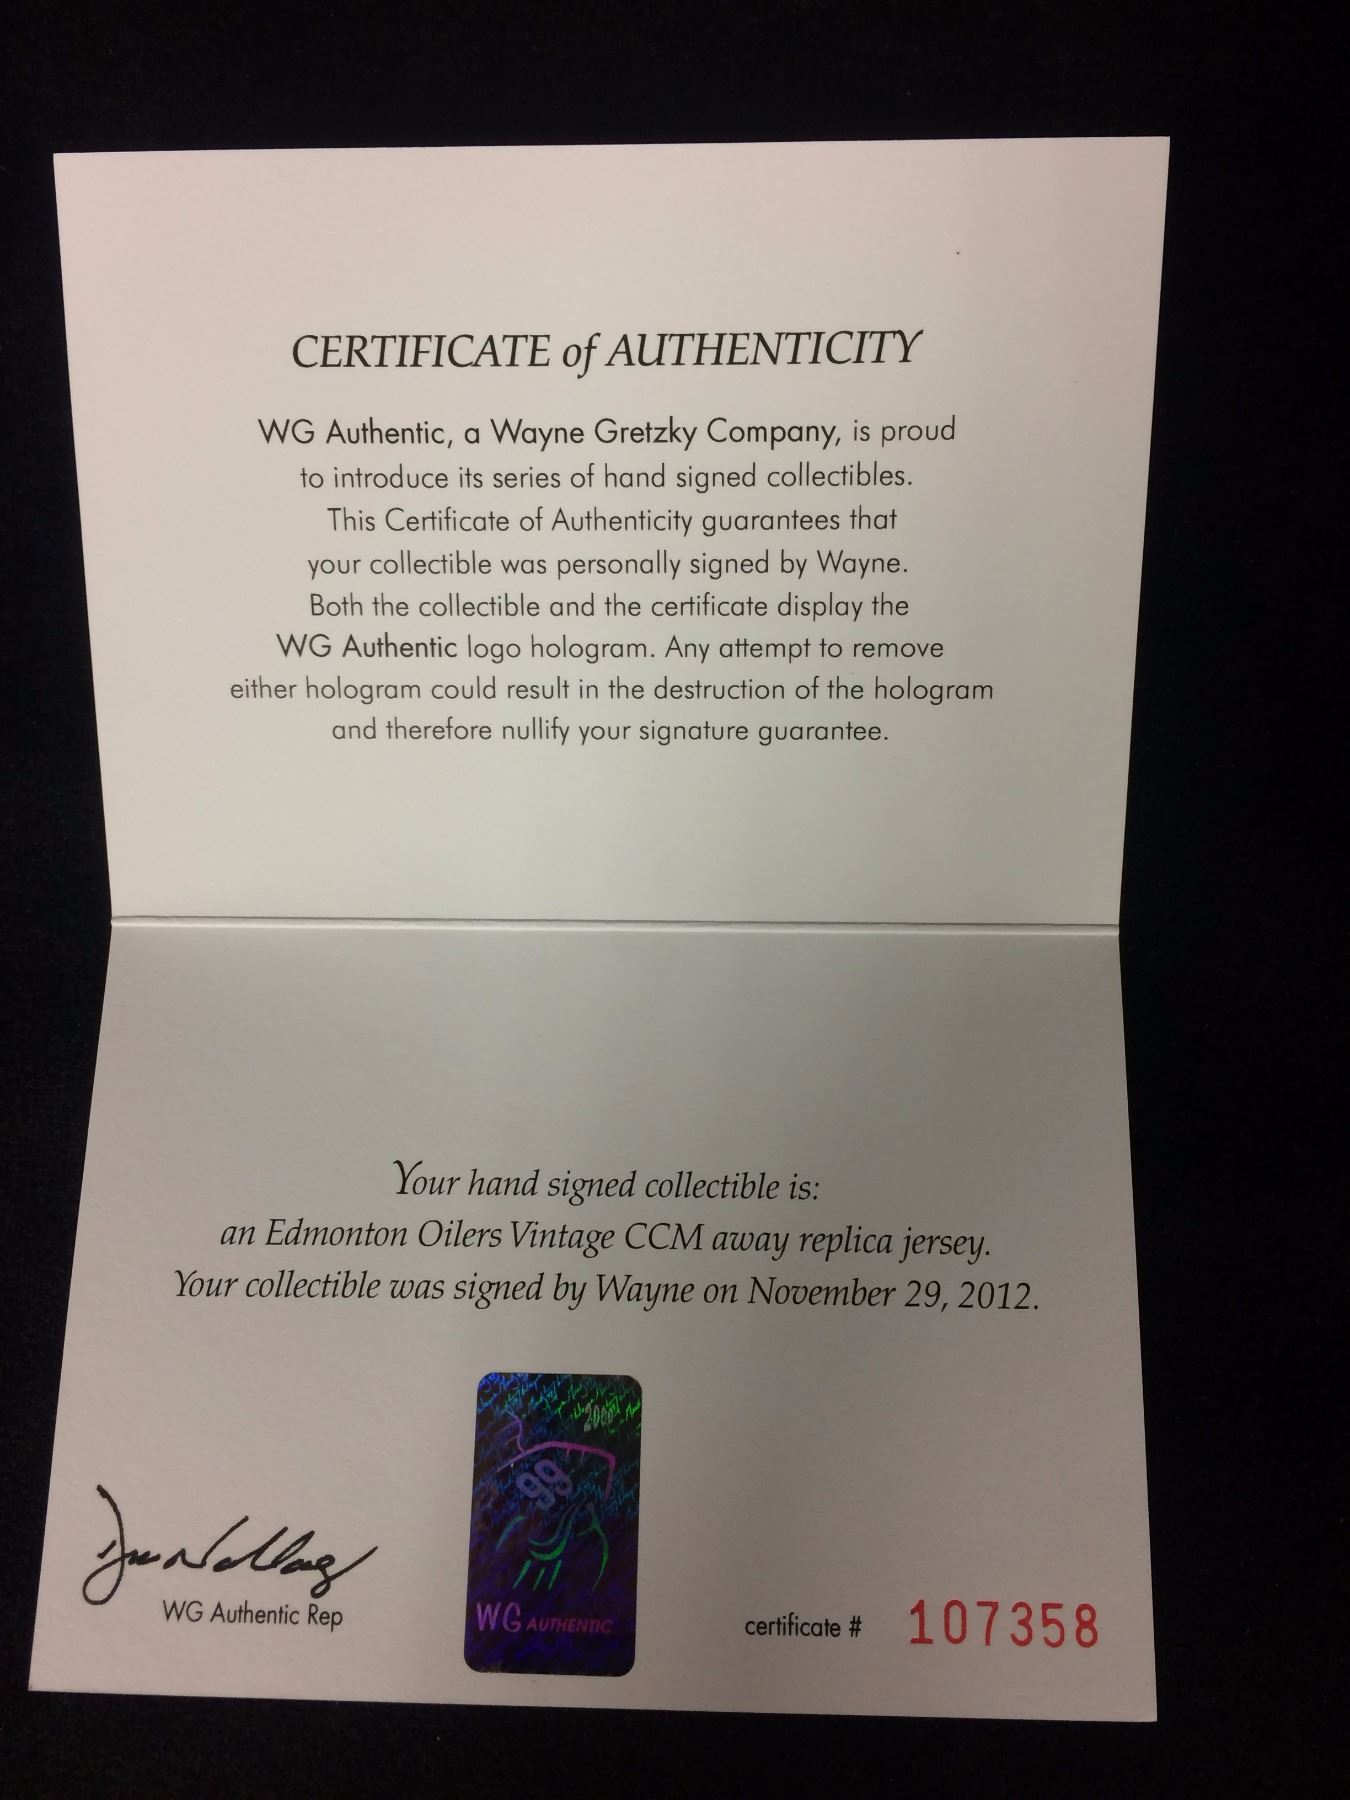 CERTIFICATE of AUTHENTICITY
WG Authentic, a Wayne Gretzky Company, is proud
to introduce its series of hand signed collectibles.
This Certificate of Authenticity guarantees that
your collectible was personally signed by Wayne.
Both the collectible and the certificate display the
WG Authentic logo hologram. Any attempt to remove
either hologram could result in the destruction of the hologram
and therefore nullify your signature guarantee.
Your hand signed collectible is:
an Edmonton Oilers Vintage CCM away replica jersey.
Your collectible was signed by Wayne on November 29, 2012.
2000
99
WG AUTHENTIC
WG Authentic Rep
certificate # 107358